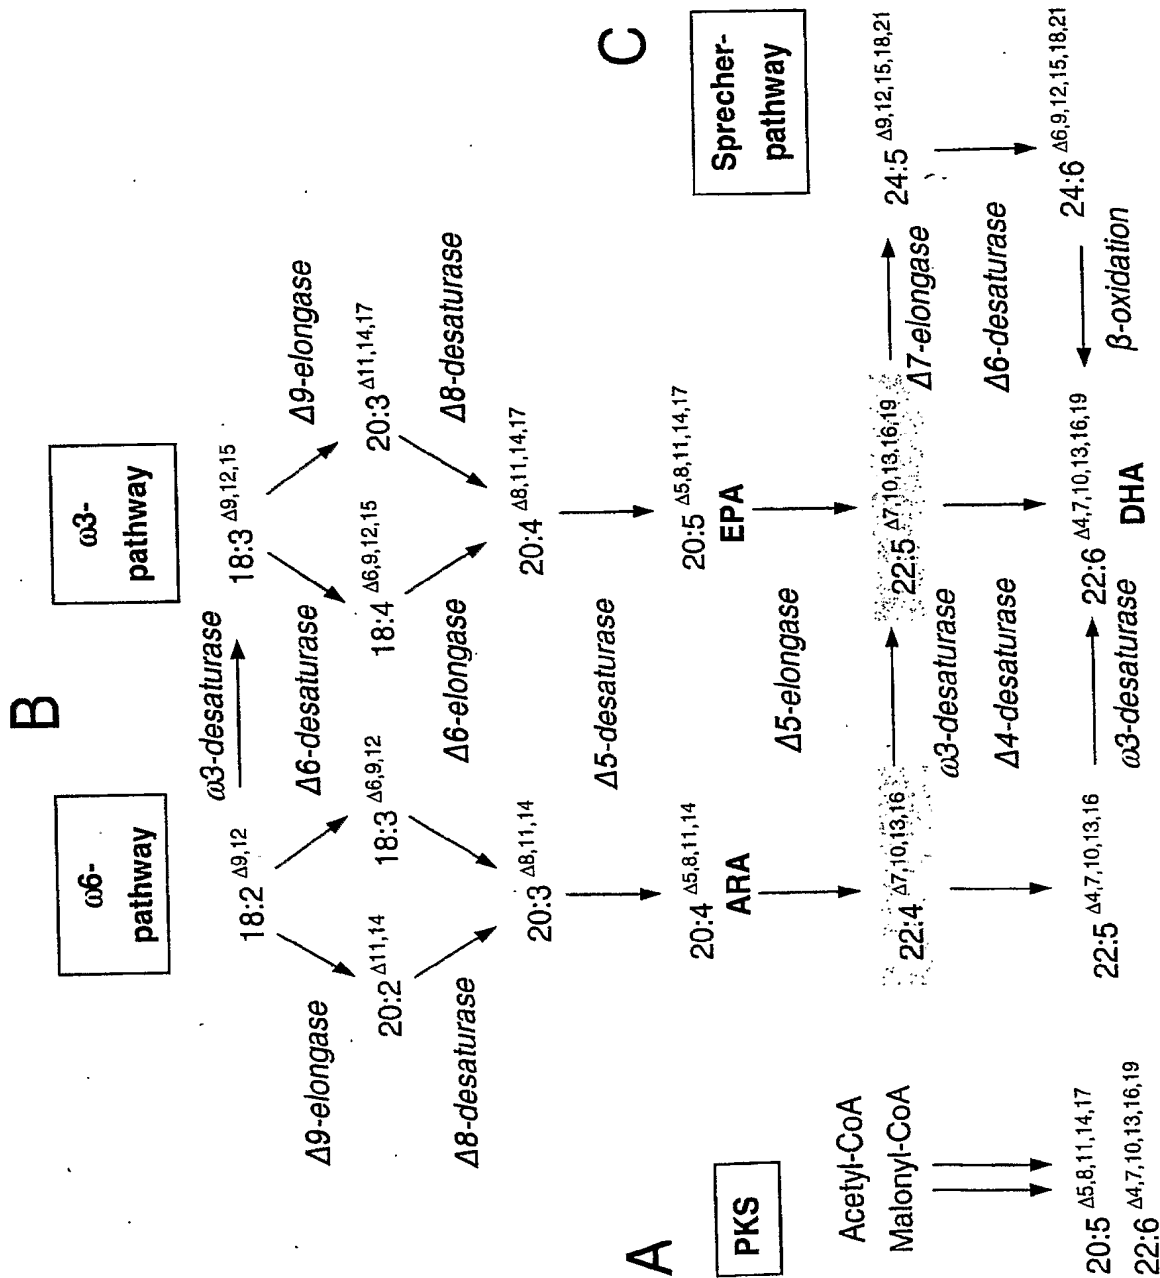 B
ω6-
pathway
ω3-
pathway
ω3-desaturase
18:2 Δ9,12
18:3 Δ9,12,15
Δ9-elongase
Δ6-desaturase
Δ9-elongase
20:2 Δ11,14
18:3 Δ6,9,12
18:4 Δ6,9,12,15
20:3 Δ11,14,17
Δ8-desaturase
Δ6-elongase
Δ8-desaturase
20:3 Δ8,11,14
20:4 Δ8,11,14,17
Δ5-desaturase
A
C
20:4 Δ5,8,11,14
ARA
20:5 Δ5,8,11,14,17
EPA
PKS
Sprecher-
pathway
Δ5-elongase
Acetyl-CoA
Malonyl-CoA
22:4 Δ7,10,13,16
22:5 Δ7,10,13,16,19
24:5 Δ9,12,15,18,21
ω3-desaturase
Δ7-elongase
Δ4-desaturase
Δ6-desaturase
20:5 Δ5,8,11,14,17
22:6 Δ4,7,10,13,16,19
22:5 Δ4,7,10,13,16
22:6 Δ4,7,10,13,16,19
24:6 Δ6,9,12,15,18,21
ω3-desaturase
DHA
β-oxidation